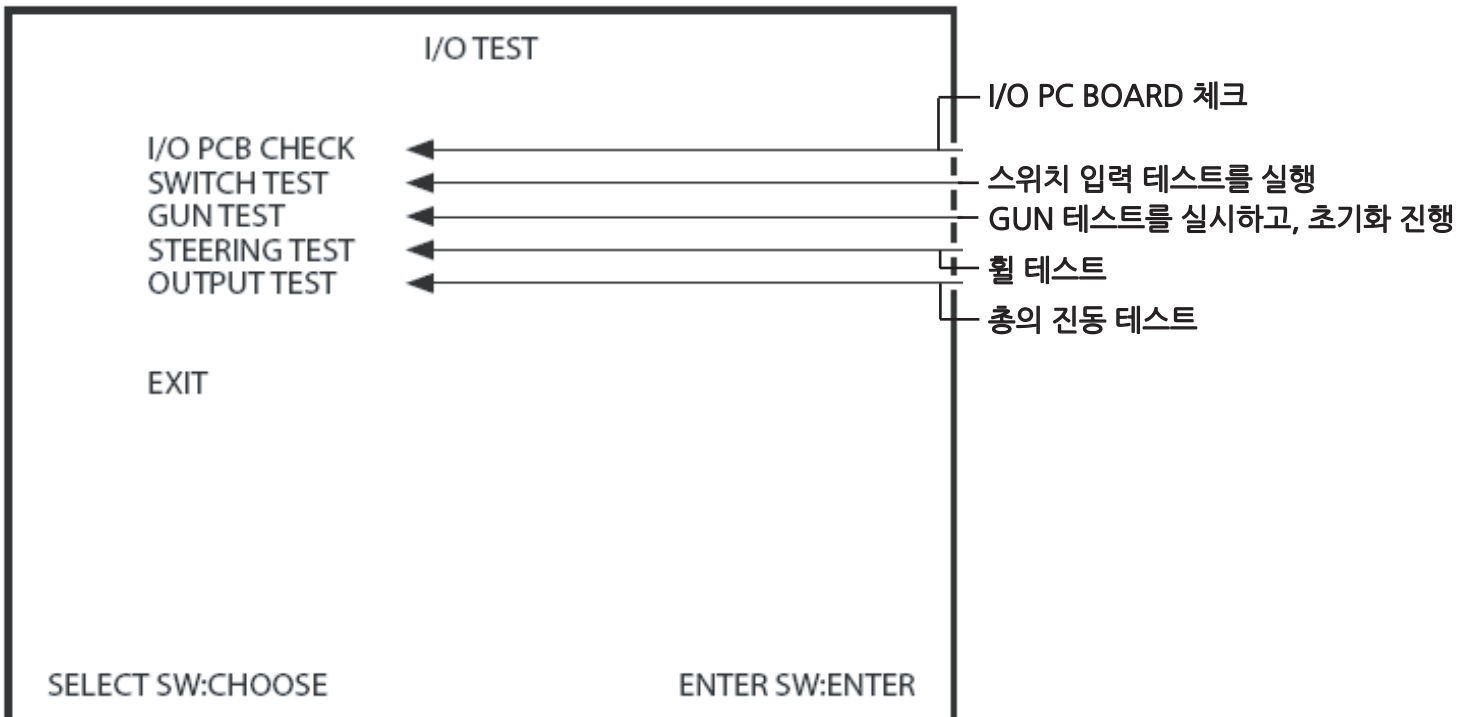 I/O TEST
I/O PC BOARD 체크
I/O PCB CHECK
SWITCH TEST
스위치 입력 테스트를 실행
GUN TEST
GUN 테스트를 실시하고, 초기화 진행
STEERING TEST
휠 테스트
OUTPUT TEST
총의 진동 테스트
EXIT
SELECT SW:CHOOSE
ENTER SW:ENTER